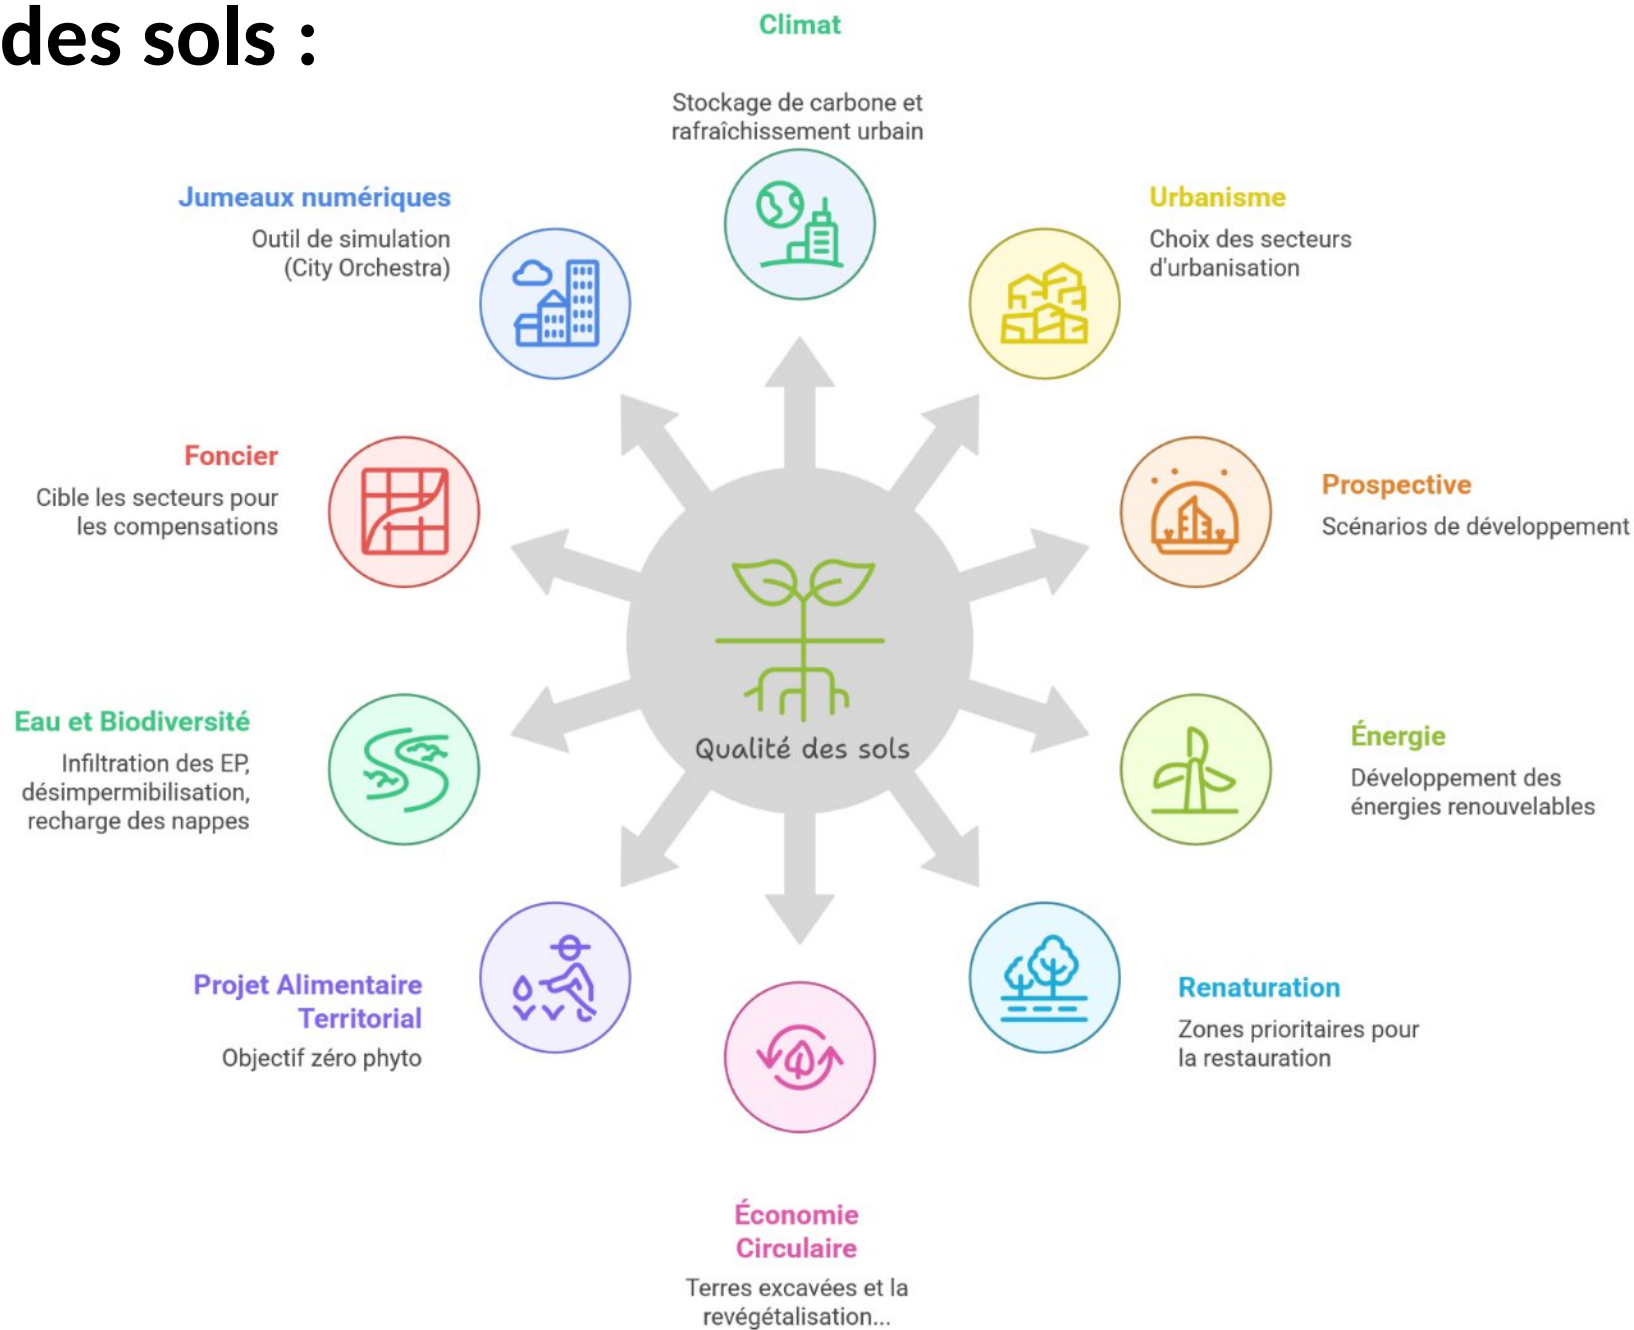 des sols :
Climat
Stockage de carbone et
rafraîchissement urbain
Jumeaux numériques
Outil de simulation
(City Orchestra)
Urbanisme
Choix des secteurs
d'urbanisation
Foncier
Cible les secteurs pour
les compensations
Prospective
Scénarios de développement
Qualité des sols
Eau et Biodiversité
Infiltration des EP,
désimpermibilisation,
recharge des nappes
Énergie
Développement des
énergies renouvelables
Projet Alimentaire
Territorial
Objectif zéro phyto
Renaturation
Zones prioritaires pour
la restauration
Économie
Circulaire
Terres excavées et la
revégétalisation...